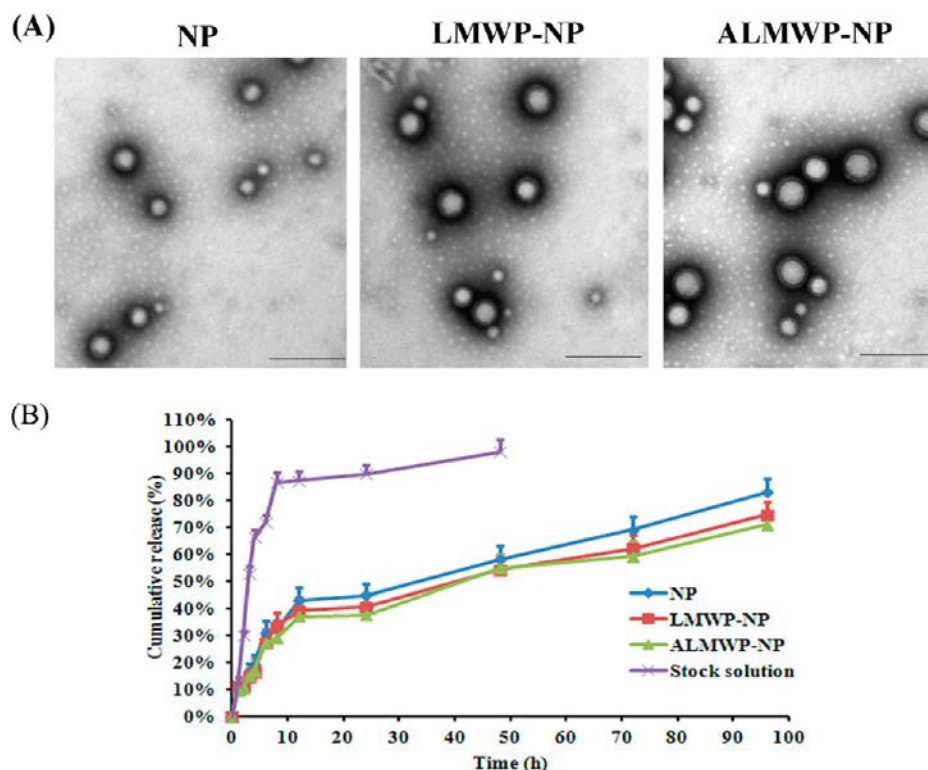 (A)
NP
LMWP-NP
ALMWP-NP
(B)
110%
100%
90%
80%
70%
60%
50%
40%
30%
20%
10%
0%
Cumulative release (%)
NP
LMWP-NP
ALMWP-NP
Stock solution
0 10 20 30 40 50 60 70 80 90 100
Time (h)